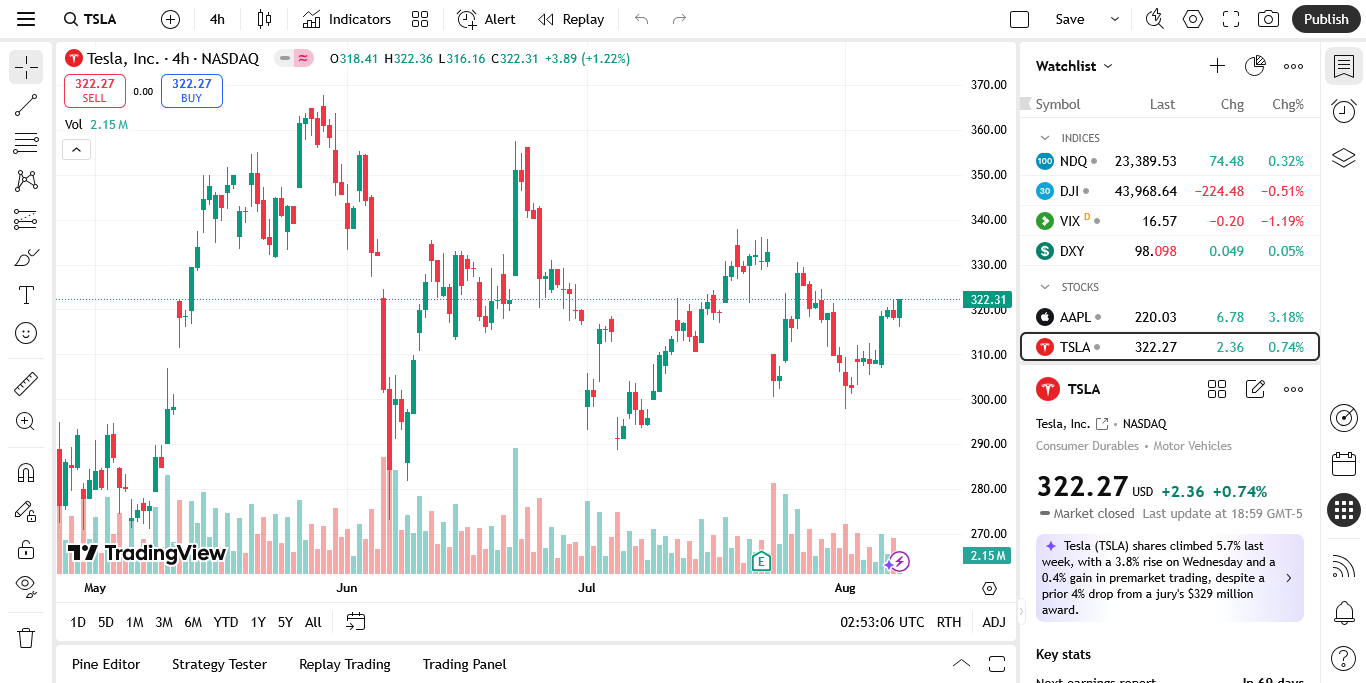 TSLA
4h
Indicators
Alert
Replay
Save
Publish
Tesla, Inc. · 4h · NASDAQ
O318.41 H322.36 L316.16 C322.31 +3.89 (+1.22%)
322.27
SELL
0.00
322.27
BUY
Vol 2.15 M
370.00
360.00
350.00
340.00
330.00
322.31
320.00
310.00
300.00
290.00
280.00
270.00
2.15 M
TradingView
E
May
Jun
Jul
Aug
1D 5D 1M 3M 6M YTD 1Y 5Y All
02:53:06 UTC RTH ADJ
Pine Editor
Strategy Tester
Replay Trading
Trading Panel
Watchlist
Symbol Last Chg Chg%
INDICES
100 NDQ 23,389.53 74.48 0.32%
30 DJI 43,968.64 −224.48 −0.51%
VIX D 16.57 −0.20 −1.19%
$ DXY 98.098 0.049 0.05%
STOCKS
AAPL 220.03 6.78 3.18%
TSLA 322.27 2.36 0.74%
TSLA
Tesla, Inc. · NASDAQ
Consumer Durables · Motor Vehicles
322.27 USD +2.36 +0.74%
Market closed Last update at 18:59 GMT-5
Tesla (TSLA) shares climbed 5.7% last
week, with a 3.8% rise on Wednesday and a
0.4% gain in premarket trading, despite a
prior 4% drop from a jury's $329 million
award.
Key stats
Next earnings report In 69 days